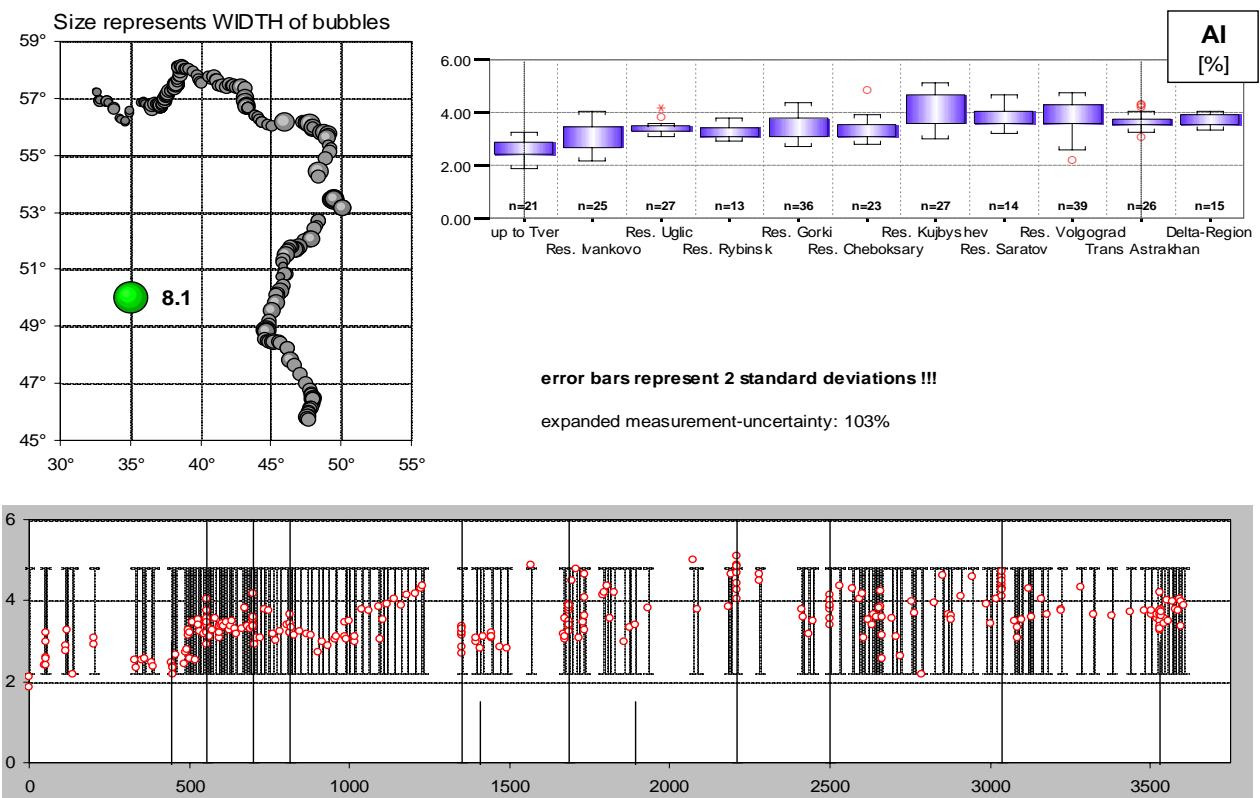 Size represents WIDTH of bubbles
59°
57°
55°
53°
51°
49°
47°
45°
30° 35° 40° 45° 50° 55°
8.1
Al
[%]
6.00
4.00
2.00
0.00
n=21 n=25 n=27 n=13 n=36 n=23 n=27 n=14 n=39 n=26 n=15
up to Tver Res. Uglic Res. Gorki Res. Kujbyshev Res. Volgograd Delta-Region
Res. Ivankovo Res. Rybinsk Res. Cheboksary Res. Saratov Trans Astrakhan
error bars represent 2 standard deviations !!!
expanded measurement-uncertainty: 103%
6
4
2
0
0 500 1000 1500 2000 2500 3000 3500